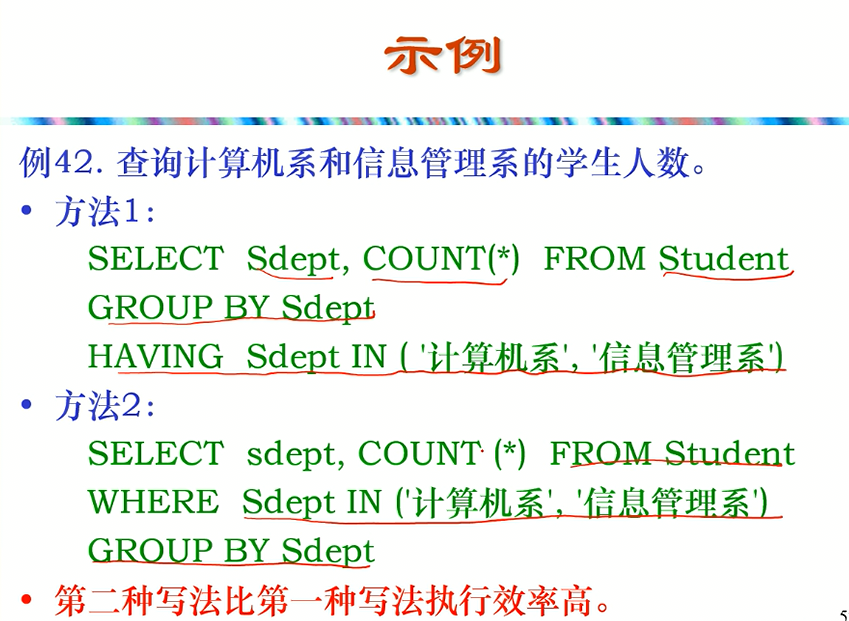 示例
例42. 查询计算机系和信息管理系的学生人数。
• 方法1:
SELECT Sdept, COUNT(*) FROM Student
GROUP BY Sdept
HAVING Sdept IN ( '计算机系', '信息管理系')
• 方法2:
SELECT sdept, COUNT (*) FROM Student
WHERE Sdept IN ('计算机系', '信息管理系')
GROUP BY Sdept
• 第二种写法比第一种写法执行效率高。
5